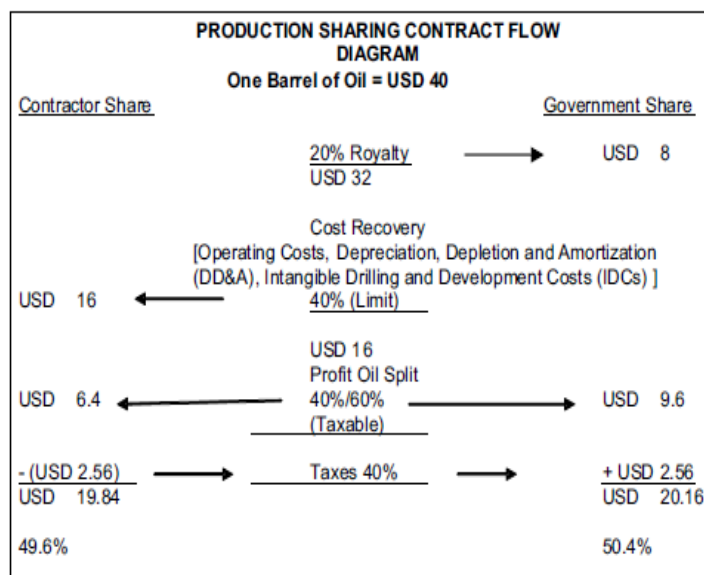 PRODUCTION SHARING CONTRACT FLOW
DIAGRAM
One Barrel of Oil = USD 40
Contractor Share Government Share
20% Royalty USD 8
USD 32
Cost Recovery
[Operating Costs, Depreciation, Depletion and Amortization
(DD&A), Intangible Drilling and Development Costs (IDCs) ]
USD 16 40% (Limit)
USD 16
Profit Oil Split
USD 6.4 40%/60% USD 9.6
(Taxable)
- (USD 2.56) Taxes 40% + USD 2.56
USD 19.84 USD 20.16
49.6% 50.4%